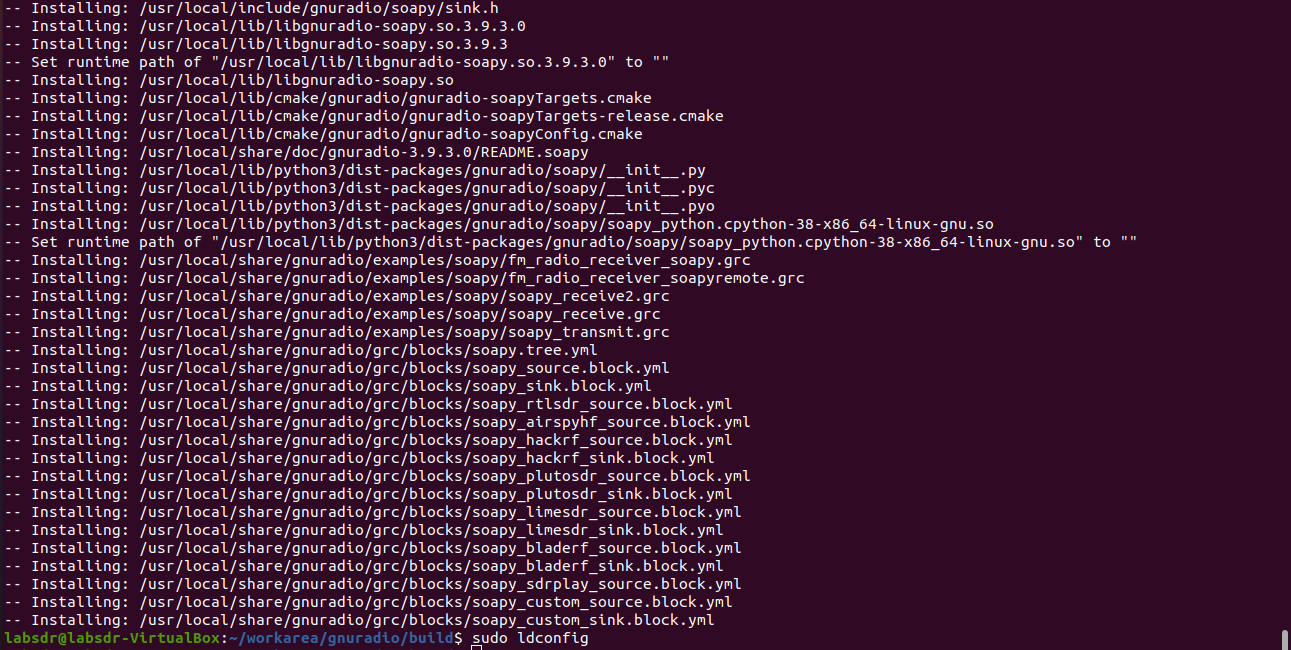 -- Installing: /usr/local/include/gnuradio/soapy/sink.h
-- Installing: /usr/local/lib/libgnuradio-soapy.so.3.9.3.0
-- Installing: /usr/local/lib/libgnuradio-soapy.so.3.9.3
-- Set runtime path of "/usr/local/lib/libgnuradio-soapy.so.3.9.3.0" to ""
-- Installing: /usr/local/lib/libgnuradio-soapy.so
-- Installing: /usr/local/lib/cmake/gnuradio/gnuradio-soapyTargets.cmake
-- Installing: /usr/local/lib/cmake/gnuradio/gnuradio-soapyTargets-release.cmake
-- Installing: /usr/local/lib/cmake/gnuradio/gnuradio-soapyConfig.cmake
-- Installing: /usr/local/share/doc/gnuradio-3.9.3.0/README.soapy
-- Installing: /usr/local/lib/python3/dist-packages/gnuradio/soapy/__init__.py
-- Installing: /usr/local/lib/python3/dist-packages/gnuradio/soapy/__init__.pyc
-- Installing: /usr/local/lib/python3/dist-packages/gnuradio/soapy/__init__.pyo
-- Installing: /usr/local/lib/python3/dist-packages/gnuradio/soapy/soapy_python.cpython-38-x86_64-linux-gnu.so
-- Set runtime path of "/usr/local/lib/python3/dist-packages/gnuradio/soapy/soapy_python.cpython-38-x86_64-linux-gnu.so" to ""
-- Installing: /usr/local/share/gnuradio/examples/soapy/fm_radio_receiver_soapy.grc
-- Installing: /usr/local/share/gnuradio/examples/soapy/fm_radio_receiver_soapyremote.grc
-- Installing: /usr/local/share/gnuradio/examples/soapy/soapy_receive2.grc
-- Installing: /usr/local/share/gnuradio/examples/soapy/soapy_receive.grc
-- Installing: /usr/local/share/gnuradio/examples/soapy/soapy_transmit.grc
-- Installing: /usr/local/share/gnuradio/grc/blocks/soapy.tree.yml
-- Installing: /usr/local/share/gnuradio/grc/blocks/soapy_source.block.yml
-- Installing: /usr/local/share/gnuradio/grc/blocks/soapy_sink.block.yml
-- Installing: /usr/local/share/gnuradio/grc/blocks/soapy_rtlsdr_source.block.yml
-- Installing: /usr/local/share/gnuradio/grc/blocks/soapy_airspyhf_source.block.yml
-- Installing: /usr/local/share/gnuradio/grc/blocks/soapy_hackrf_source.block.yml
-- Installing: /usr/local/share/gnuradio/grc/blocks/soapy_hackrf_sink.block.yml
-- Installing: /usr/local/share/gnuradio/grc/blocks/soapy_plutosdr_source.block.yml
-- Installing: /usr/local/share/gnuradio/grc/blocks/soapy_plutosdr_sink.block.yml
-- Installing: /usr/local/share/gnuradio/grc/blocks/soapy_limesdr_source.block.yml
-- Installing: /usr/local/share/gnuradio/grc/blocks/soapy_limesdr_sink.block.yml
-- Installing: /usr/local/share/gnuradio/grc/blocks/soapy_bladerf_source.block.yml
-- Installing: /usr/local/share/gnuradio/grc/blocks/soapy_bladerf_sink.block.yml
-- Installing: /usr/local/share/gnuradio/grc/blocks/soapy_sdrplay_source.block.yml
-- Installing: /usr/local/share/gnuradio/grc/blocks/soapy_custom_source.block.yml
-- Installing: /usr/local/share/gnuradio/grc/blocks/soapy_custom_sink.block.yml
labsdr@labsdr-VirtualBox:~/workarea/gnuradio/build$ sudo ldconfig